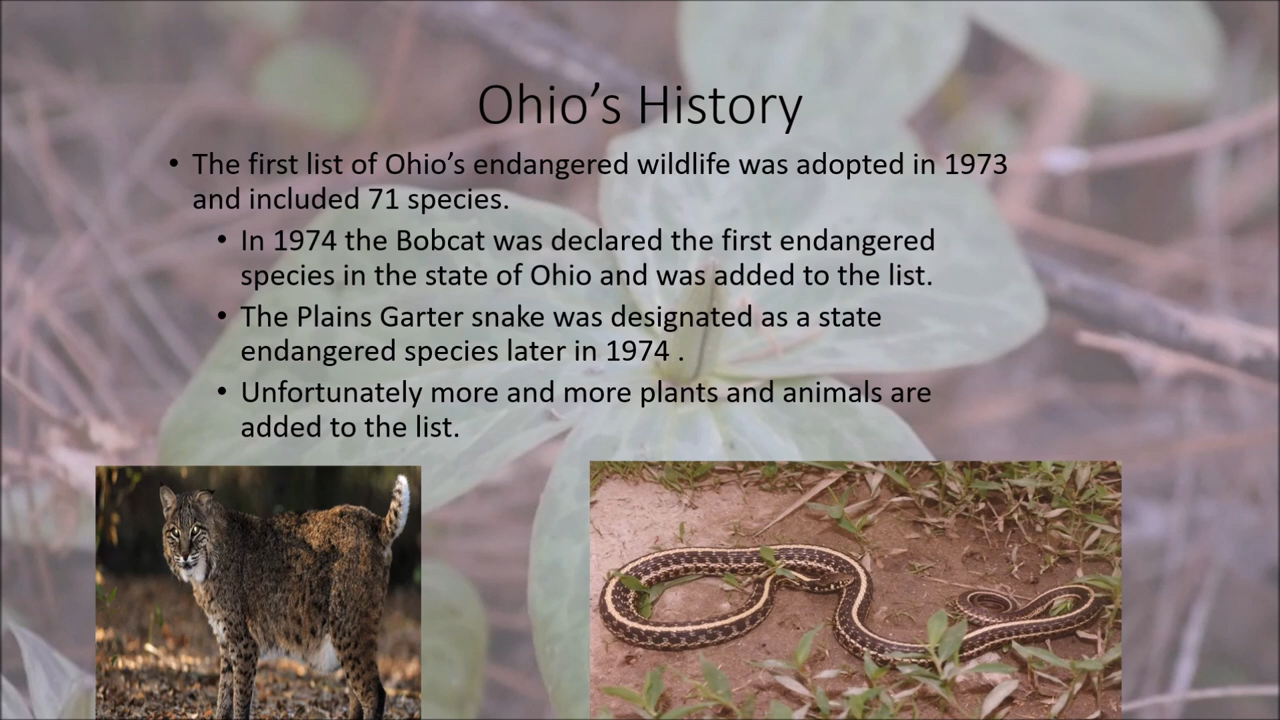 Ohio’s History
• The first list of Ohio’s endangered wildlife was adopted in 1973
and included 71 species.
• In 1974 the Bobcat was declared the first endangered
species in the state of Ohio and was added to the list.
• The Plains Garter snake was designated as a state
endangered species later in 1974 .
• Unfortunately more and more plants and animals are
added to the list.